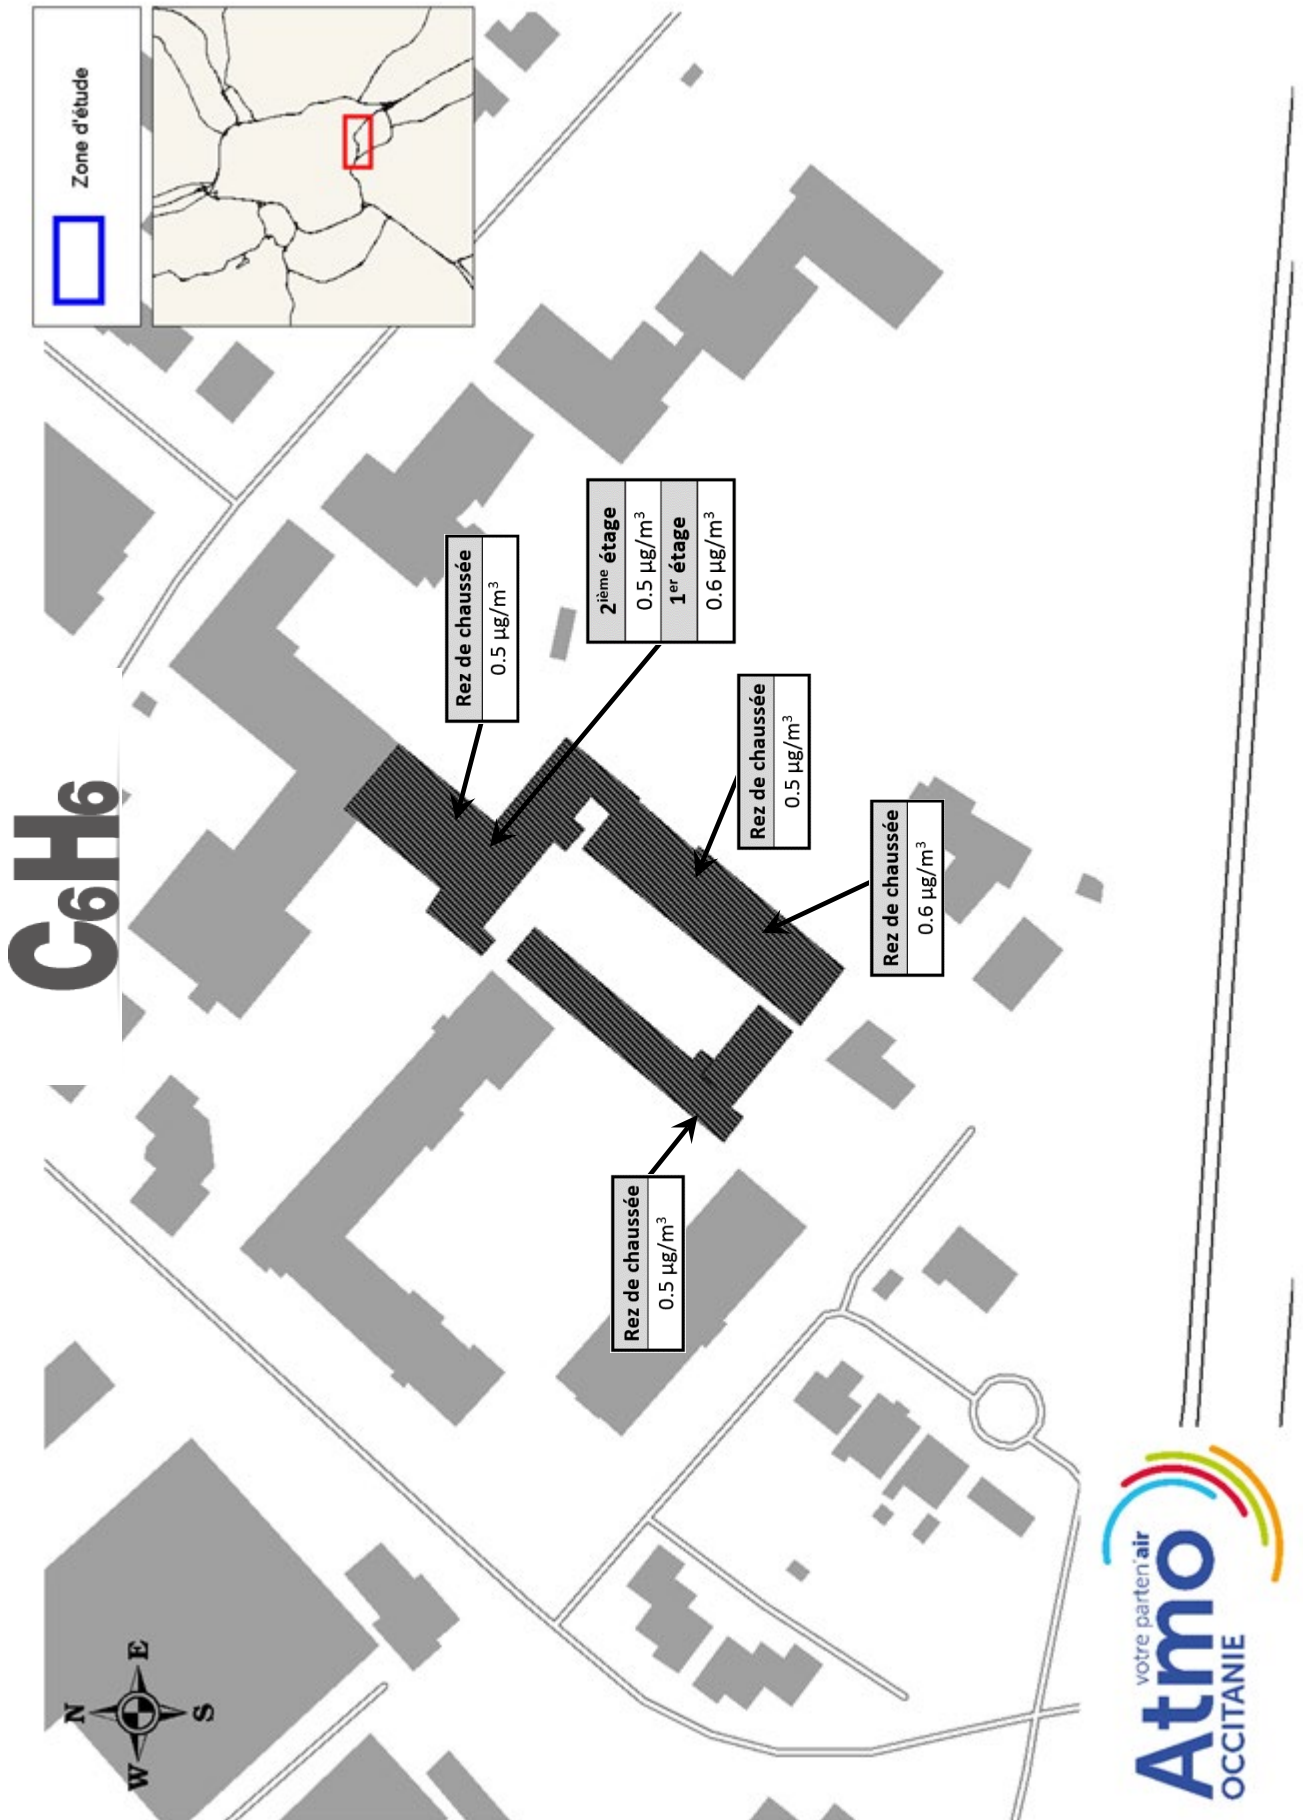 C6H6
Zone d'étude
Rez de chaussée
0.5 µg/m³
2ième étage
0.5 µg/m³
1er étage
0.6 µg/m³
Rez de chaussée
0.5 µg/m³
Rez de chaussée
0.6 µg/m³
Rez de chaussée
0.5 µg/m³
N
W
E
S
votre parten'air
Atmo
OCCITANIE